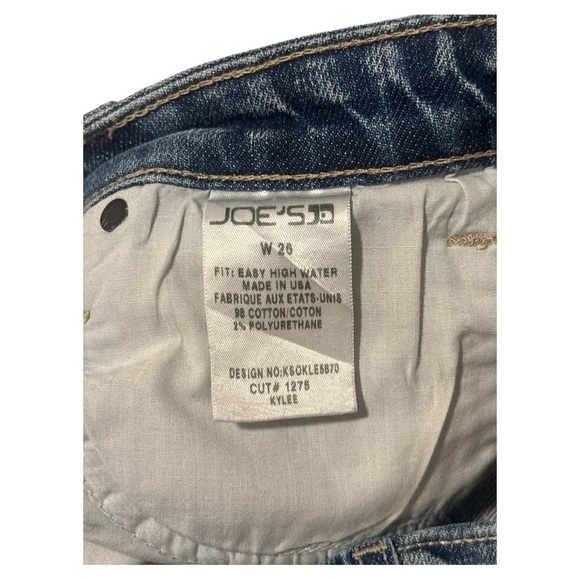 JOE'S
W 26
FIT: EASY HIGH WATER
MADE IN USA
FABRIQUE AUX ETATS-UNIS
98 COTTON/COTON
2% POLYURETHANE
DESIGN NO:KSOKLE5870
CUT# 1275
KYLEE